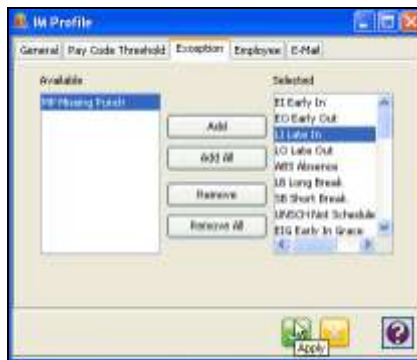 IM Profile
General Pay Code Threshold Exception Employee E-Mail
Available
Selected
MP Missing Punch
EI Early In
EO Early Out
LI Late In
LO Late Out
ABS Absence
LB Long Break
SB Short Break
UNSCH Not Schedule
EIG Early In Grace
Add
Add All
Remove
Remove All
Apply
?